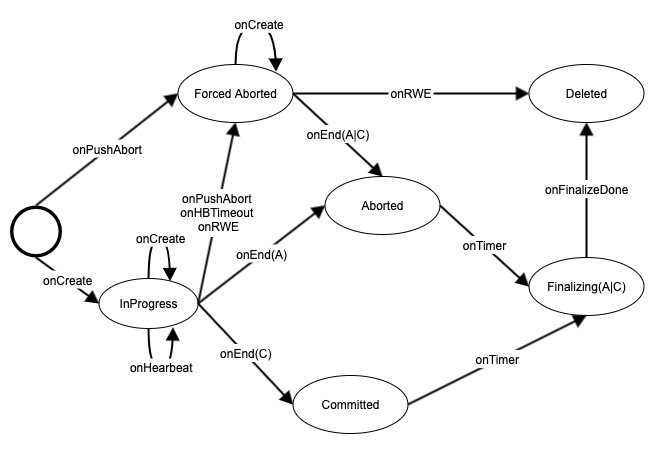 onCreate
Forced Aborted
onRWE
Deleted
onEnd(A|C)
onPushAbort
onPushAbort
onHBTimeout
onRWE
onFinalizeDone
Aborted
onCreate
onTimer
onEnd(A)
onCreate
InProgress
Finalizing(A|C)
onEnd(C)
onTimer
onHearbeat
Committed